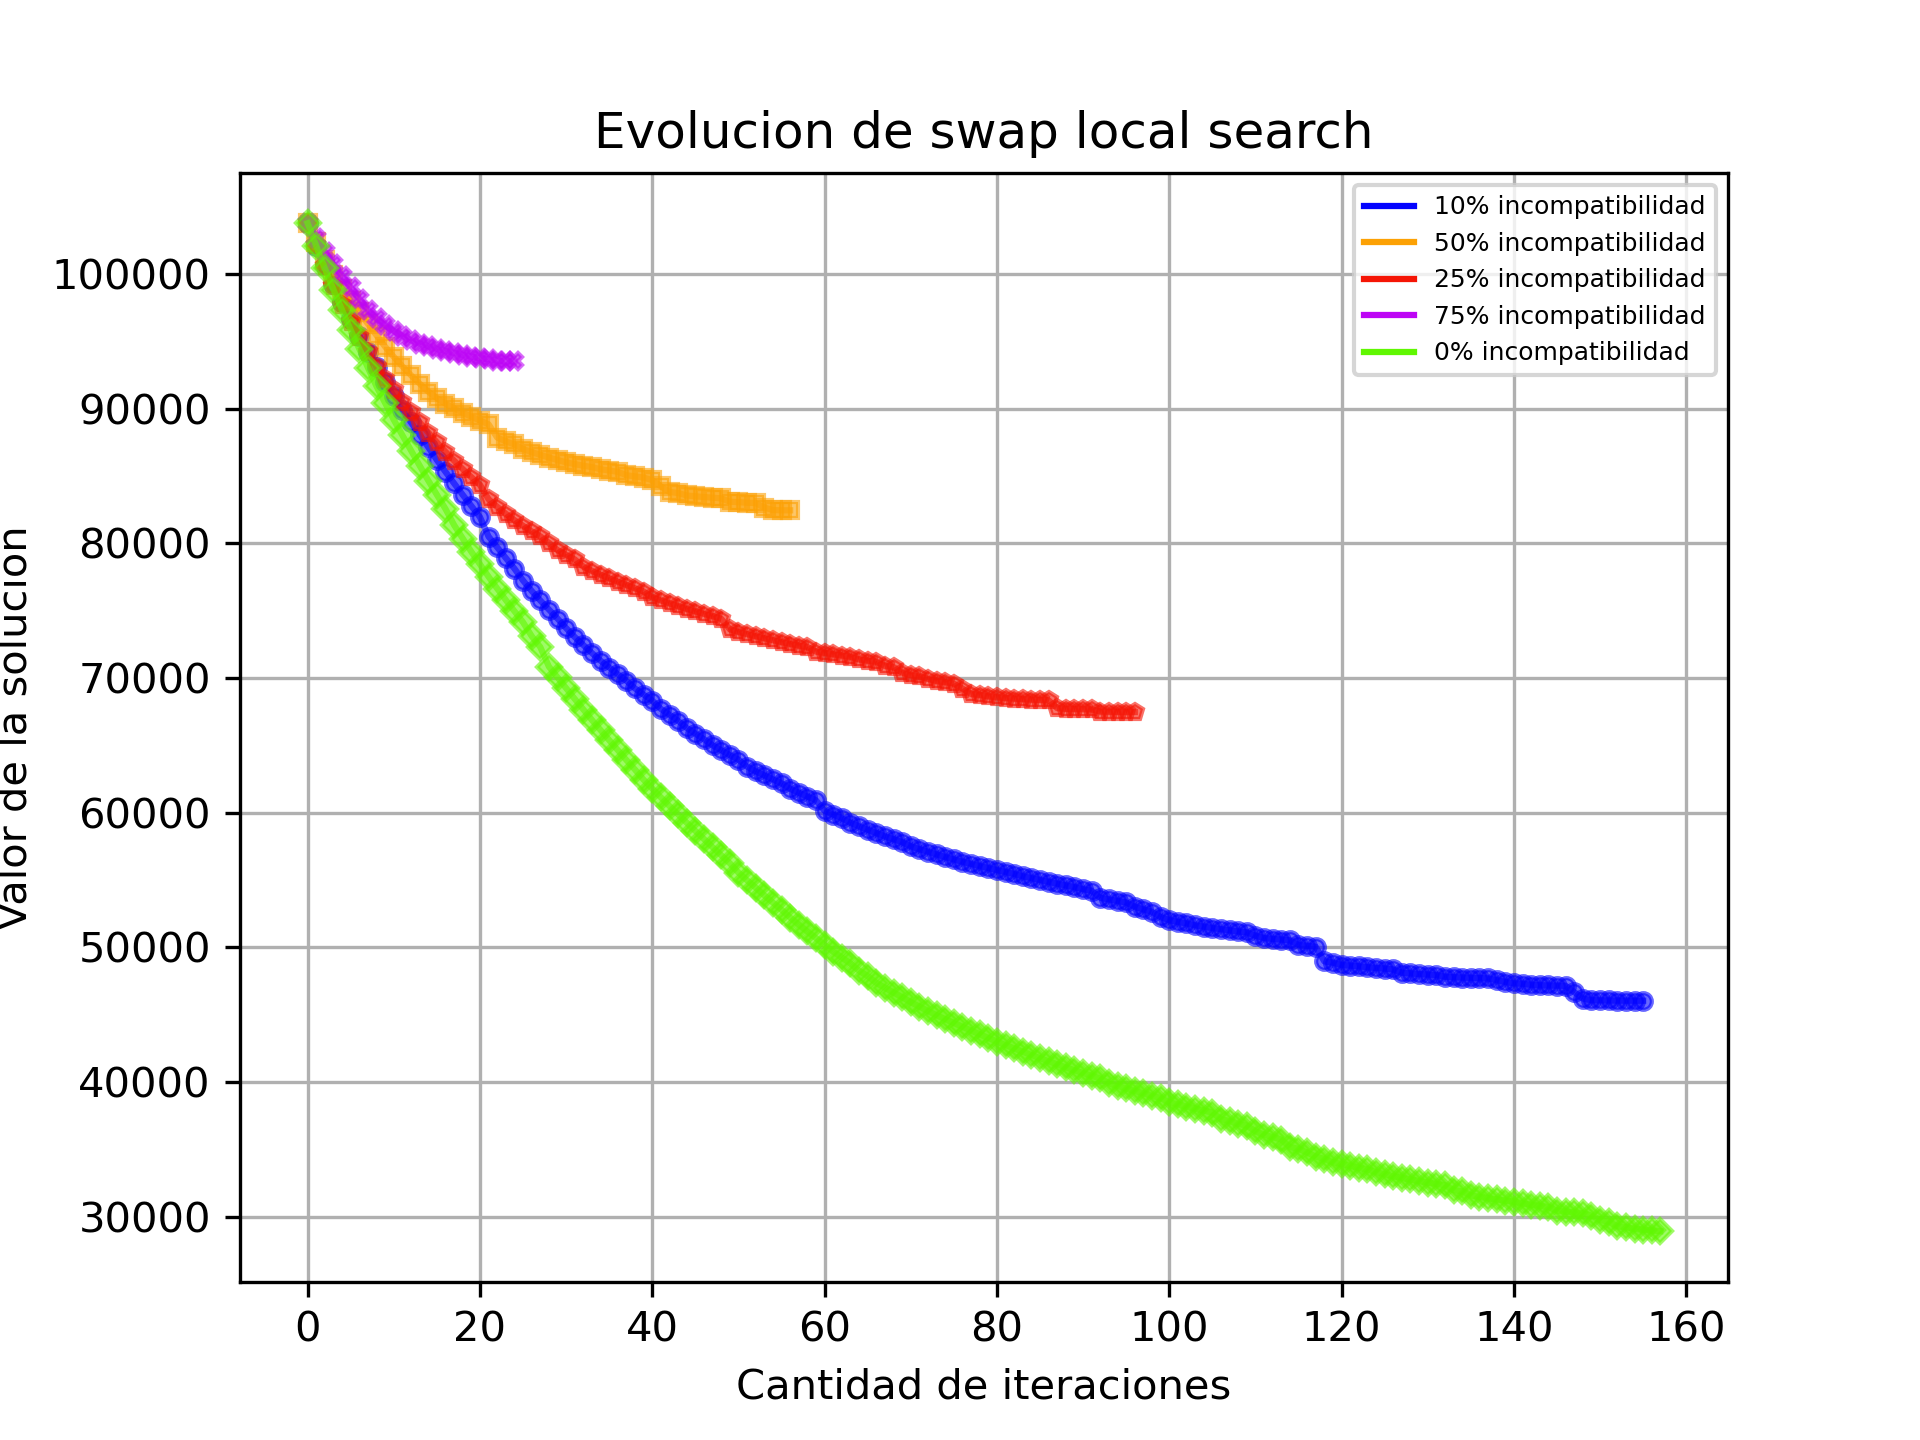 Evolucion de swap local search
10% incompatibilidad
50% incompatibilidad
25% incompatibilidad
75% incompatibilidad
0% incompatibilidad
Valor de la solucion
100000
90000
80000
70000
60000
50000
40000
30000
0 20 40 60 80 100 120 140 160
Cantidad de iteraciones